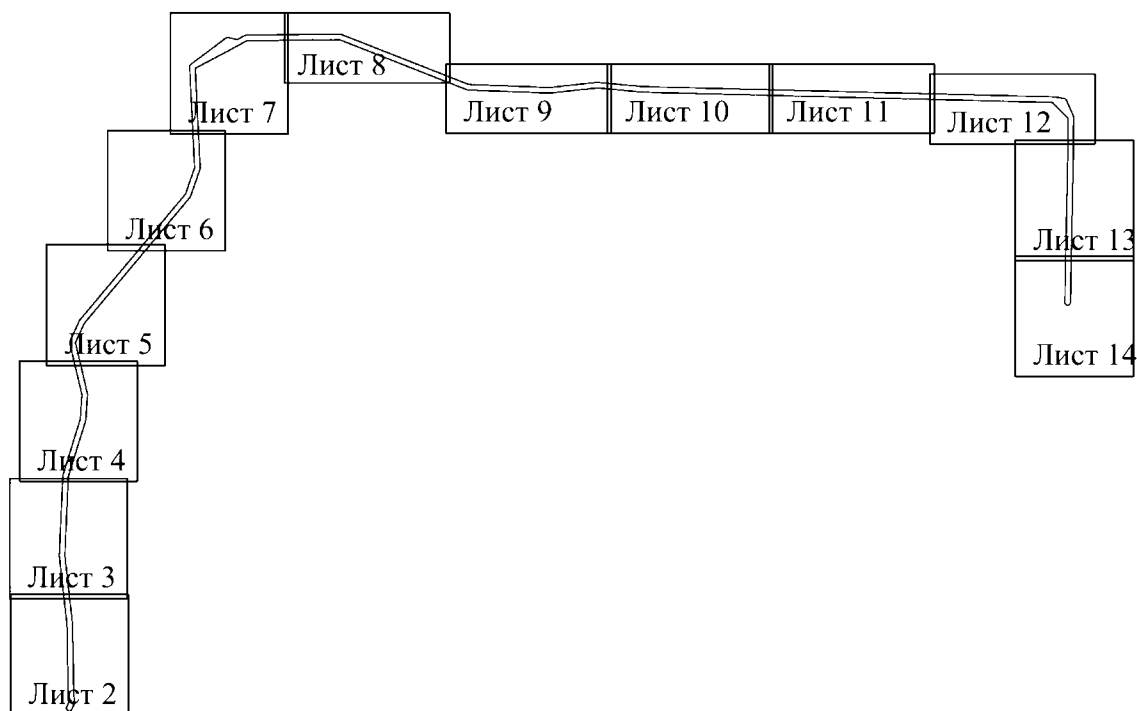 Лист 8
Лист 7
Лист 9
Лист 10
Лист 11
Лист 12
Лист 6
Лист 13
Лист 5
Лист 14
Лист 4
Лист 3
Лист 2